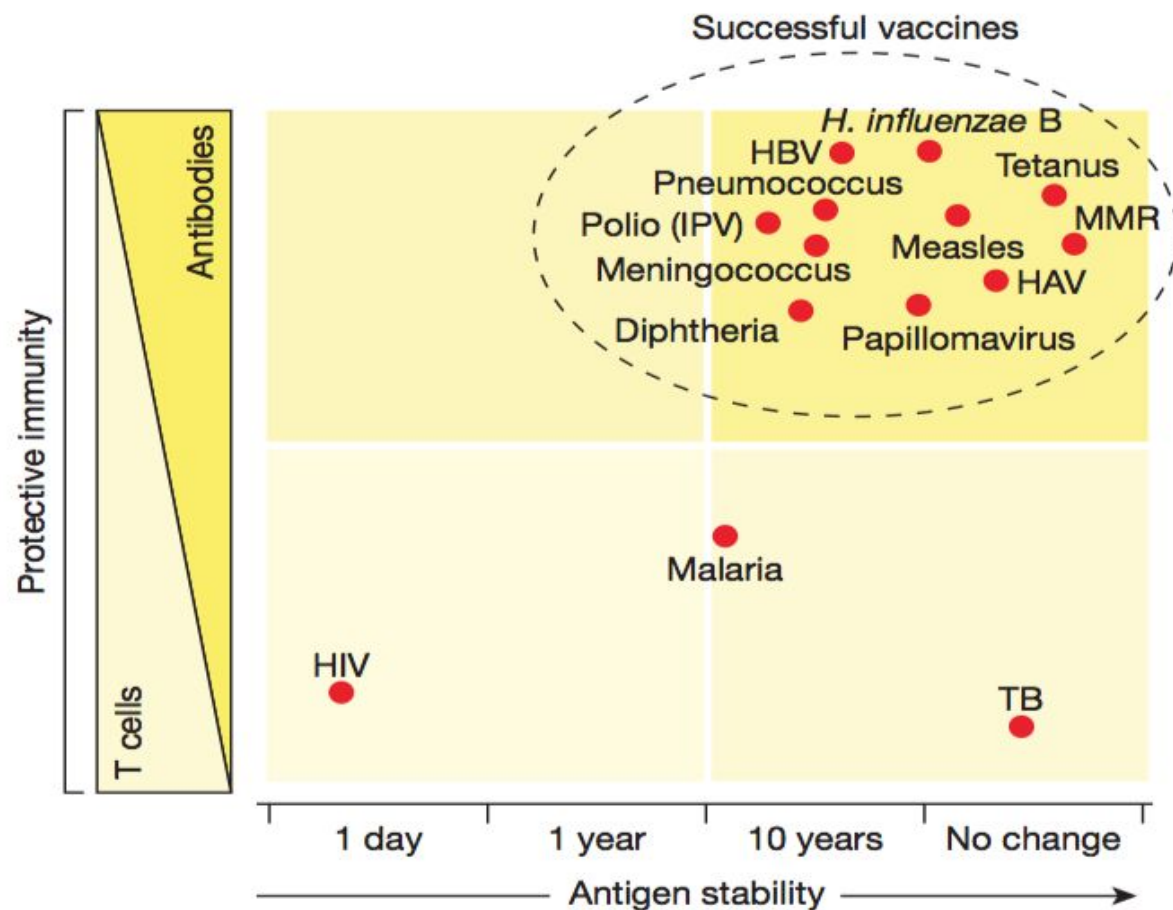 Successful vaccines
H. influenzae B
HBV
Tetanus
Pneumococcus
MMR
Polio (IPV)
Measles
Meningococcus
HAV
Diphtheria
Papillomavirus
Antibodies
Protective immunity
T cells
Malaria
HIV
TB
1 day
1 year
10 years
No change
Antigen stability